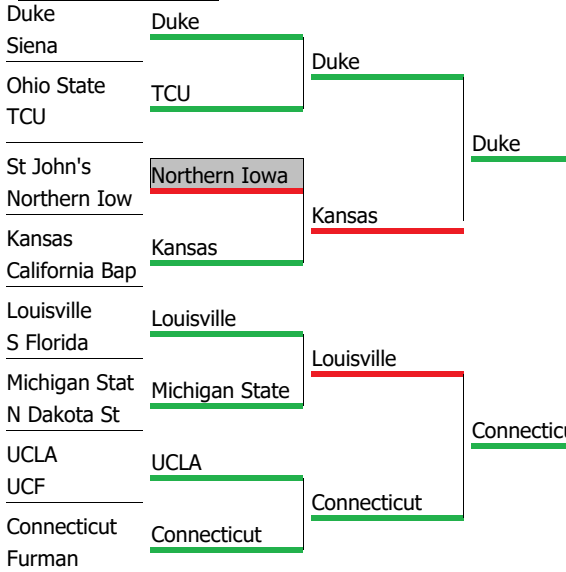 Duke
Siena
Ohio State
TCU
St John's
Northern Iow
Kansas
California Bap
Louisville
S Florida
Michigan Stat
N Dakota St
UCLA
UCF
Connecticut
Furman
Duke
TCU
Northern Iowa
Kansas
Louisville
Michigan State
UCLA
Connecticut
Duke
Kansas
Louisville
Connecticut
Duke
Connecticu